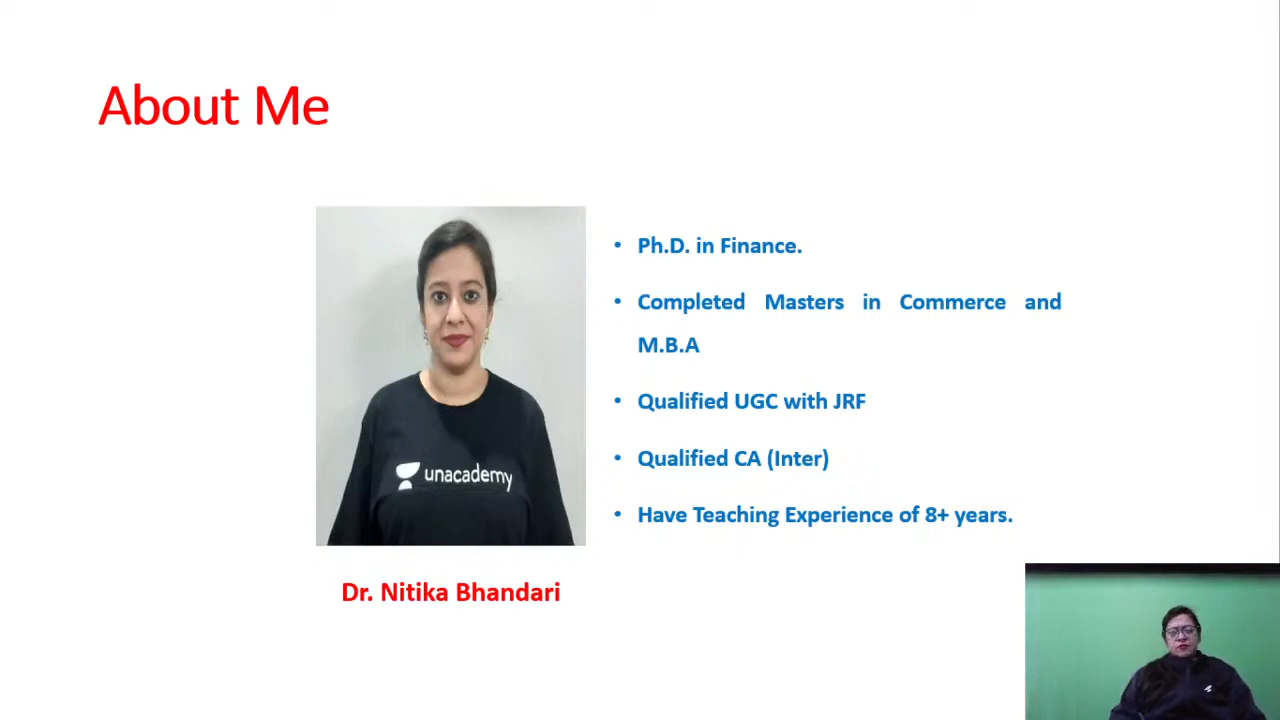 About Me
• Ph.D. in Finance.
• Completed Masters in Commerce and
M.B.A
• Qualified UGC with JRF
• Qualified CA (Inter)
• Have Teaching Experience of 8+ years.
unacademy
Dr. Nitika Bhandari